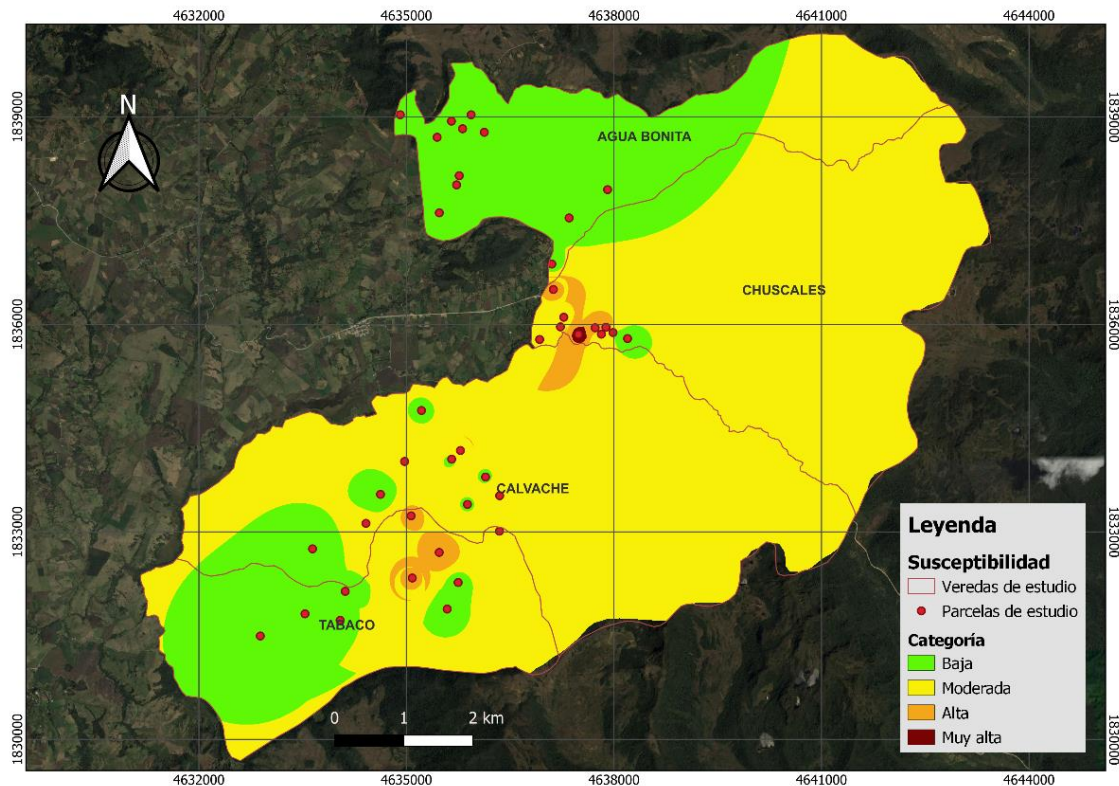 4632000 4635000 4638000 4641000 4644000
N
1839000 1839000
AGUA BONITA
CHUSCALES
1836000 1836000
CALVACHE
1833000 1833000
TABACO
Leyenda
Susceptibilidad
Veredas de estudio
Parcelas de estudio
Categoría
Baja
Moderada
Alta
Muy alta
0 1 2 km
1830000 1830000
4632000 4635000 4638000 4641000 4644000